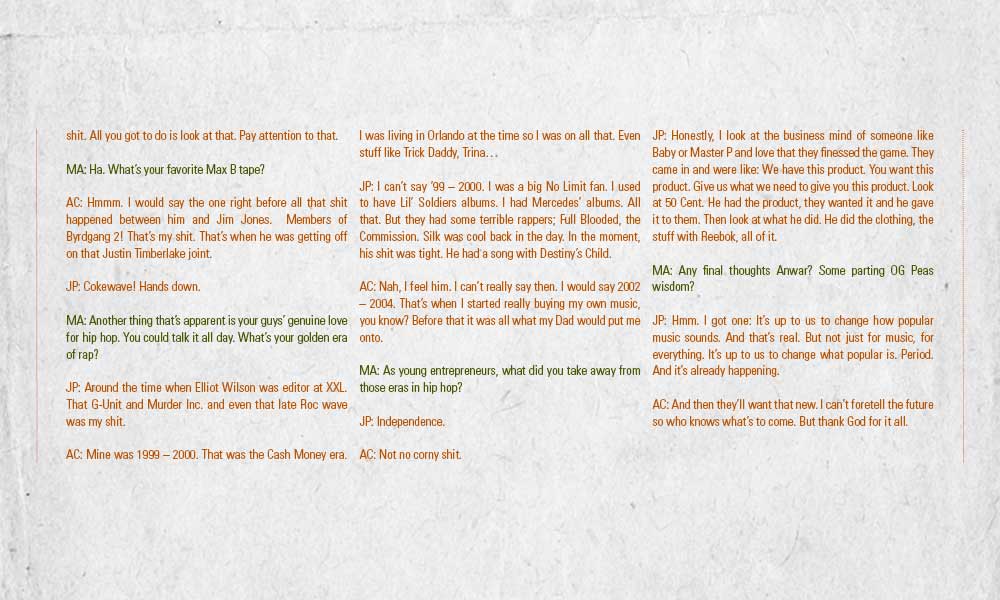 shit. All you got to do is look at that. Pay attention to that.
MA: Ha. What's your favorite Max B tape?
AC: Hmmm. I would say the one right before all that shit
happened between him and Jim Jones. Members of
Byrdgang 2! That's my shit. That's when he was getting off
on that Justin Timberlake joint.
JP: Cokewave! Hands down.
MA: Another thing that's apparent is your guys' genuine love
for hip hop. You could talk it all day. What's your golden era
of rap?
JP: Around the time when Elliot Wilson was editor at XXL.
That G-Unit and Murder Inc. and even that late Roc wave
was my shit.
AC: Mine was 1999 – 2000. That was the Cash Money era.
I was living in Orlando at the time so I was on all that. Even
stuff like Trick Daddy, Trina…
JP: I can't say '99 – 2000. I was a big No Limit fan. I used
to have Lil' Soldiers albums. I had Mercedes' albums. All
that. But they had some terrible rappers; Full Blooded, the
Commission. Silk was cool back in the day. In the moment,
his shit was tight. He had a song with Destiny's Child.
AC: Nah, I feel him. I can't really say then. I would say 2002
– 2004. That's when I started really buying my own music,
you know? Before that it was all what my Dad would put me
onto.
MA: As young entrepreneurs, what did you take away from
those eras in hip hop?
JP: Independence.
AC: Not no corny shit.
JP: Honestly, I look at the business mind of someone like
Baby or Master P and love that they finessed the game. They
came in and were like: We have this product. You want this
product. Give us what we need to give you this product. Look
at 50 Cent. He had the product, they wanted it and he gave
it to them. Then look at what he did. He did the clothing, the
stuff with Reebok, all of it.
MA: Any final thoughts Anwar? Some parting OG Peas
wisdom?
JP: Hmm. I got one: It's up to us to change how popular
music sounds. And that's real. But not just for music, for
everything. It's up to us to change what popular is. Period.
And it's already happening.
AC: And then they'll want that new. I can't foretell the future
so who knows what's to come. But thank God for it all.